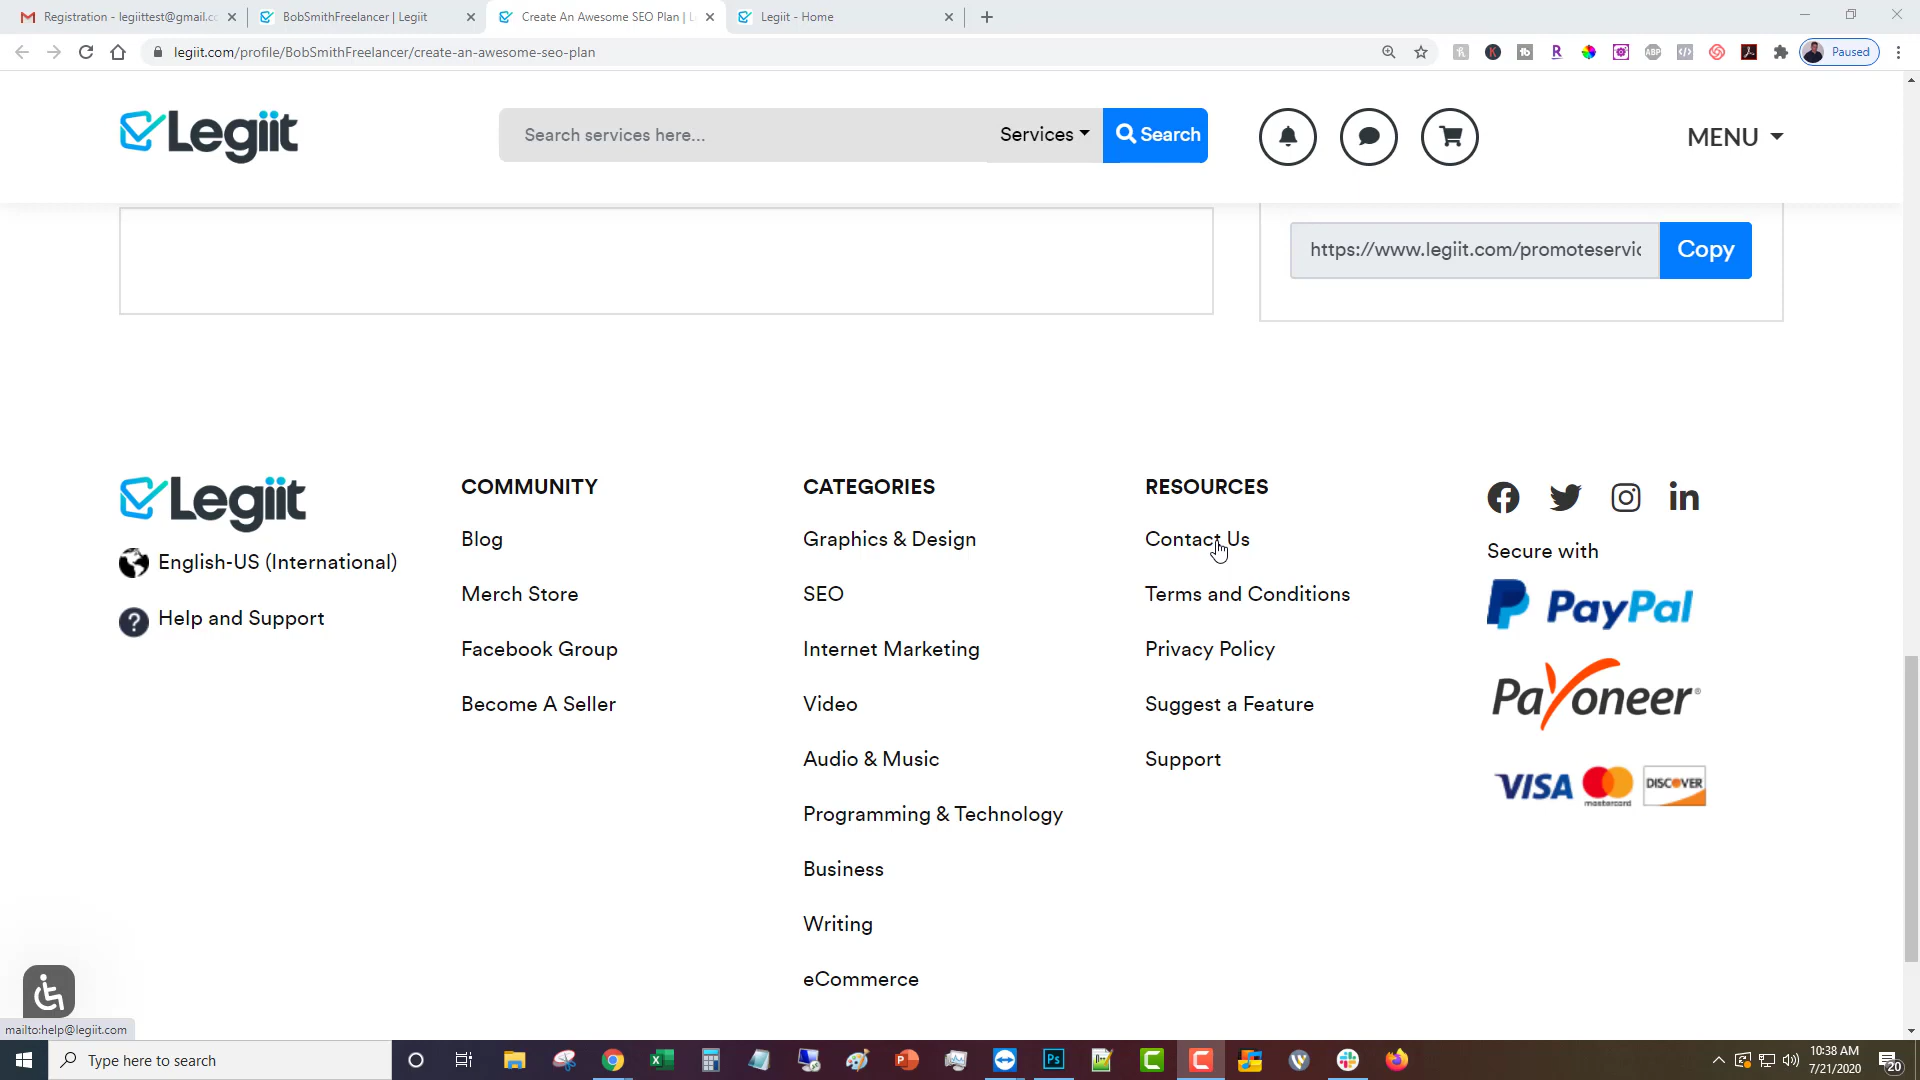 Registration - legiittest@gmail.cc
BobSmithFreelancer | Legiit
Create An Awesome SEO Plan | L
Legiit - Home
legiit.com/profile/BobSmithFreelancer/create-an-awesome-seo-plan
Paused
Legiit
Search services here...
Services
Search
MENU
https://www.legiit.com/promoteservic
Copy
Legiit
English-US (International)
Help and Support
COMMUNITY
Blog
Merch Store
Facebook Group
Become A Seller
CATEGORIES
Graphics & Design
SEO
Internet Marketing
Video
Audio & Music
Programming & Technology
Business
Writing
eCommerce
RESOURCES
Contact Us
Terms and Conditions
Privacy Policy
Suggest a Feature
Support
Secure with
PayPal
Payoneer
VISA
mastercard
DISCOVER
mailto:help@legiit.com
Type here to search
10:38 AM
7/21/2020
20